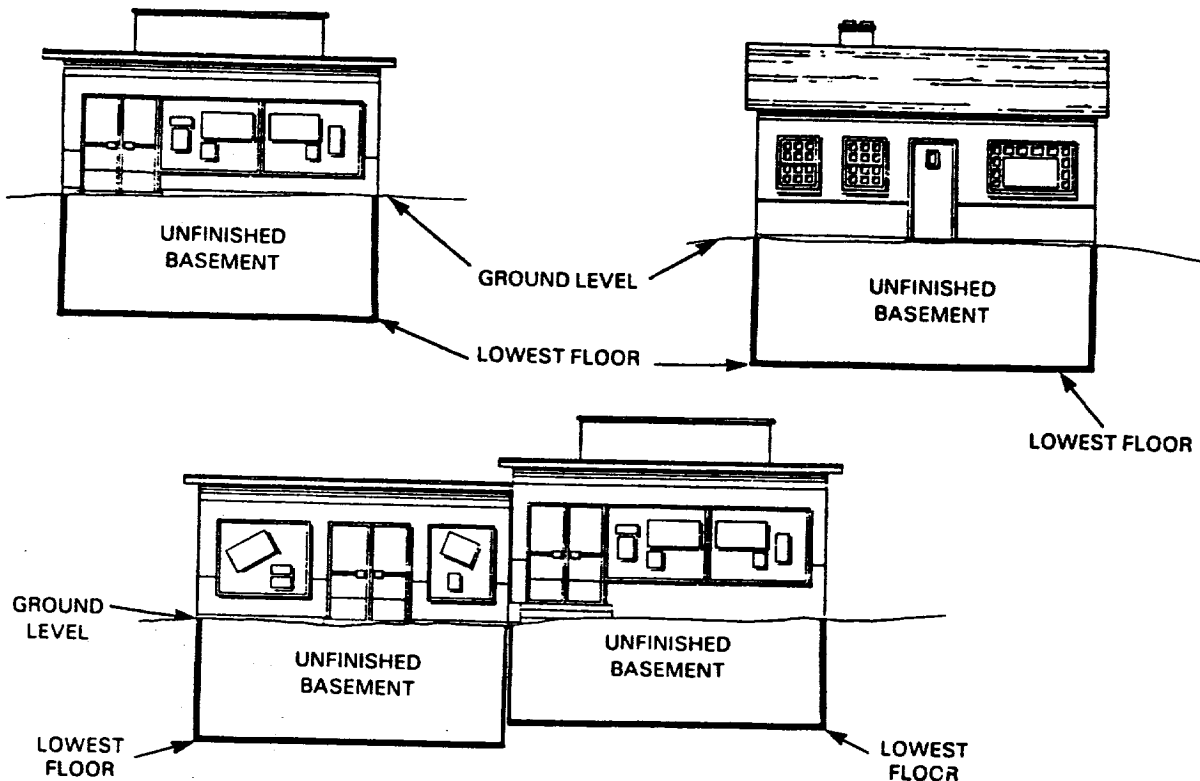 UNFINISHED
BASEMENT
GROUND LEVEL
UNFINISHED
BASEMENT
LOWEST FLOOR
LOWEST FLOOR
GROUND
LEVEL
UNFINISHED
BASEMENT
UNFINISHED
BASEMENT
LOWEST
FLOOR
LOWEST
FLOOR